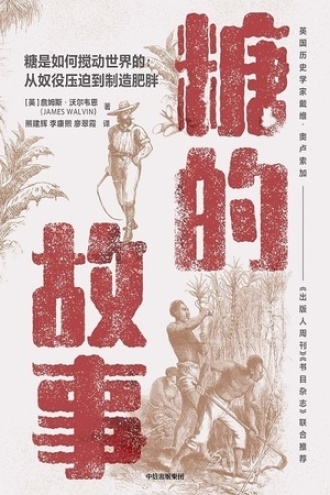 糖的
故事
糖是如何搅动世界的：
从奴役压迫到制造肥胖
［英］詹姆斯·沃尔韦恩 著
（JAMES WALVIN）
熊建辉 李康熙 廖翠霞 译
英国历史学家戴维·奥卢索加
《出版人周刊》《书目杂志》联合推荐
中信出版集团